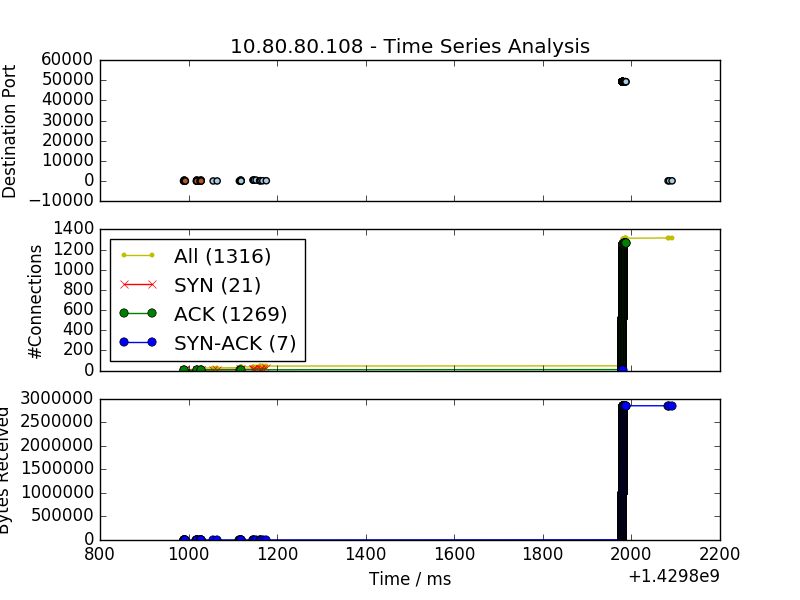 10.80.80.108 - Time Series Analysis
60000
50000
40000
30000
20000
10000
0
−10000
Destination Port
1400
1200
1000
800
600
400
200
0
#Connections
All (1316)
SYN (21)
ACK (1269)
SYN-ACK (7)
3000000
2500000
2000000
1500000
1000000
500000
0
Bytes Received
800 1000 1200 1400 1600 1800 2000 2200
Time / ms
+1.4298e9